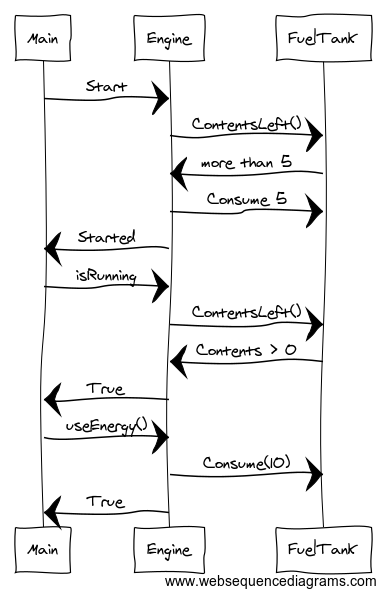 Main
Engine
FuelTank
Start
ContentsLeft()
more than 5
Consume 5
Started
isRunning
ContentsLeft()
Contents > 0
True
useEnergy()
Consume(10)
True
Main
Engine
FuelTank
www.websequencediagrams.com